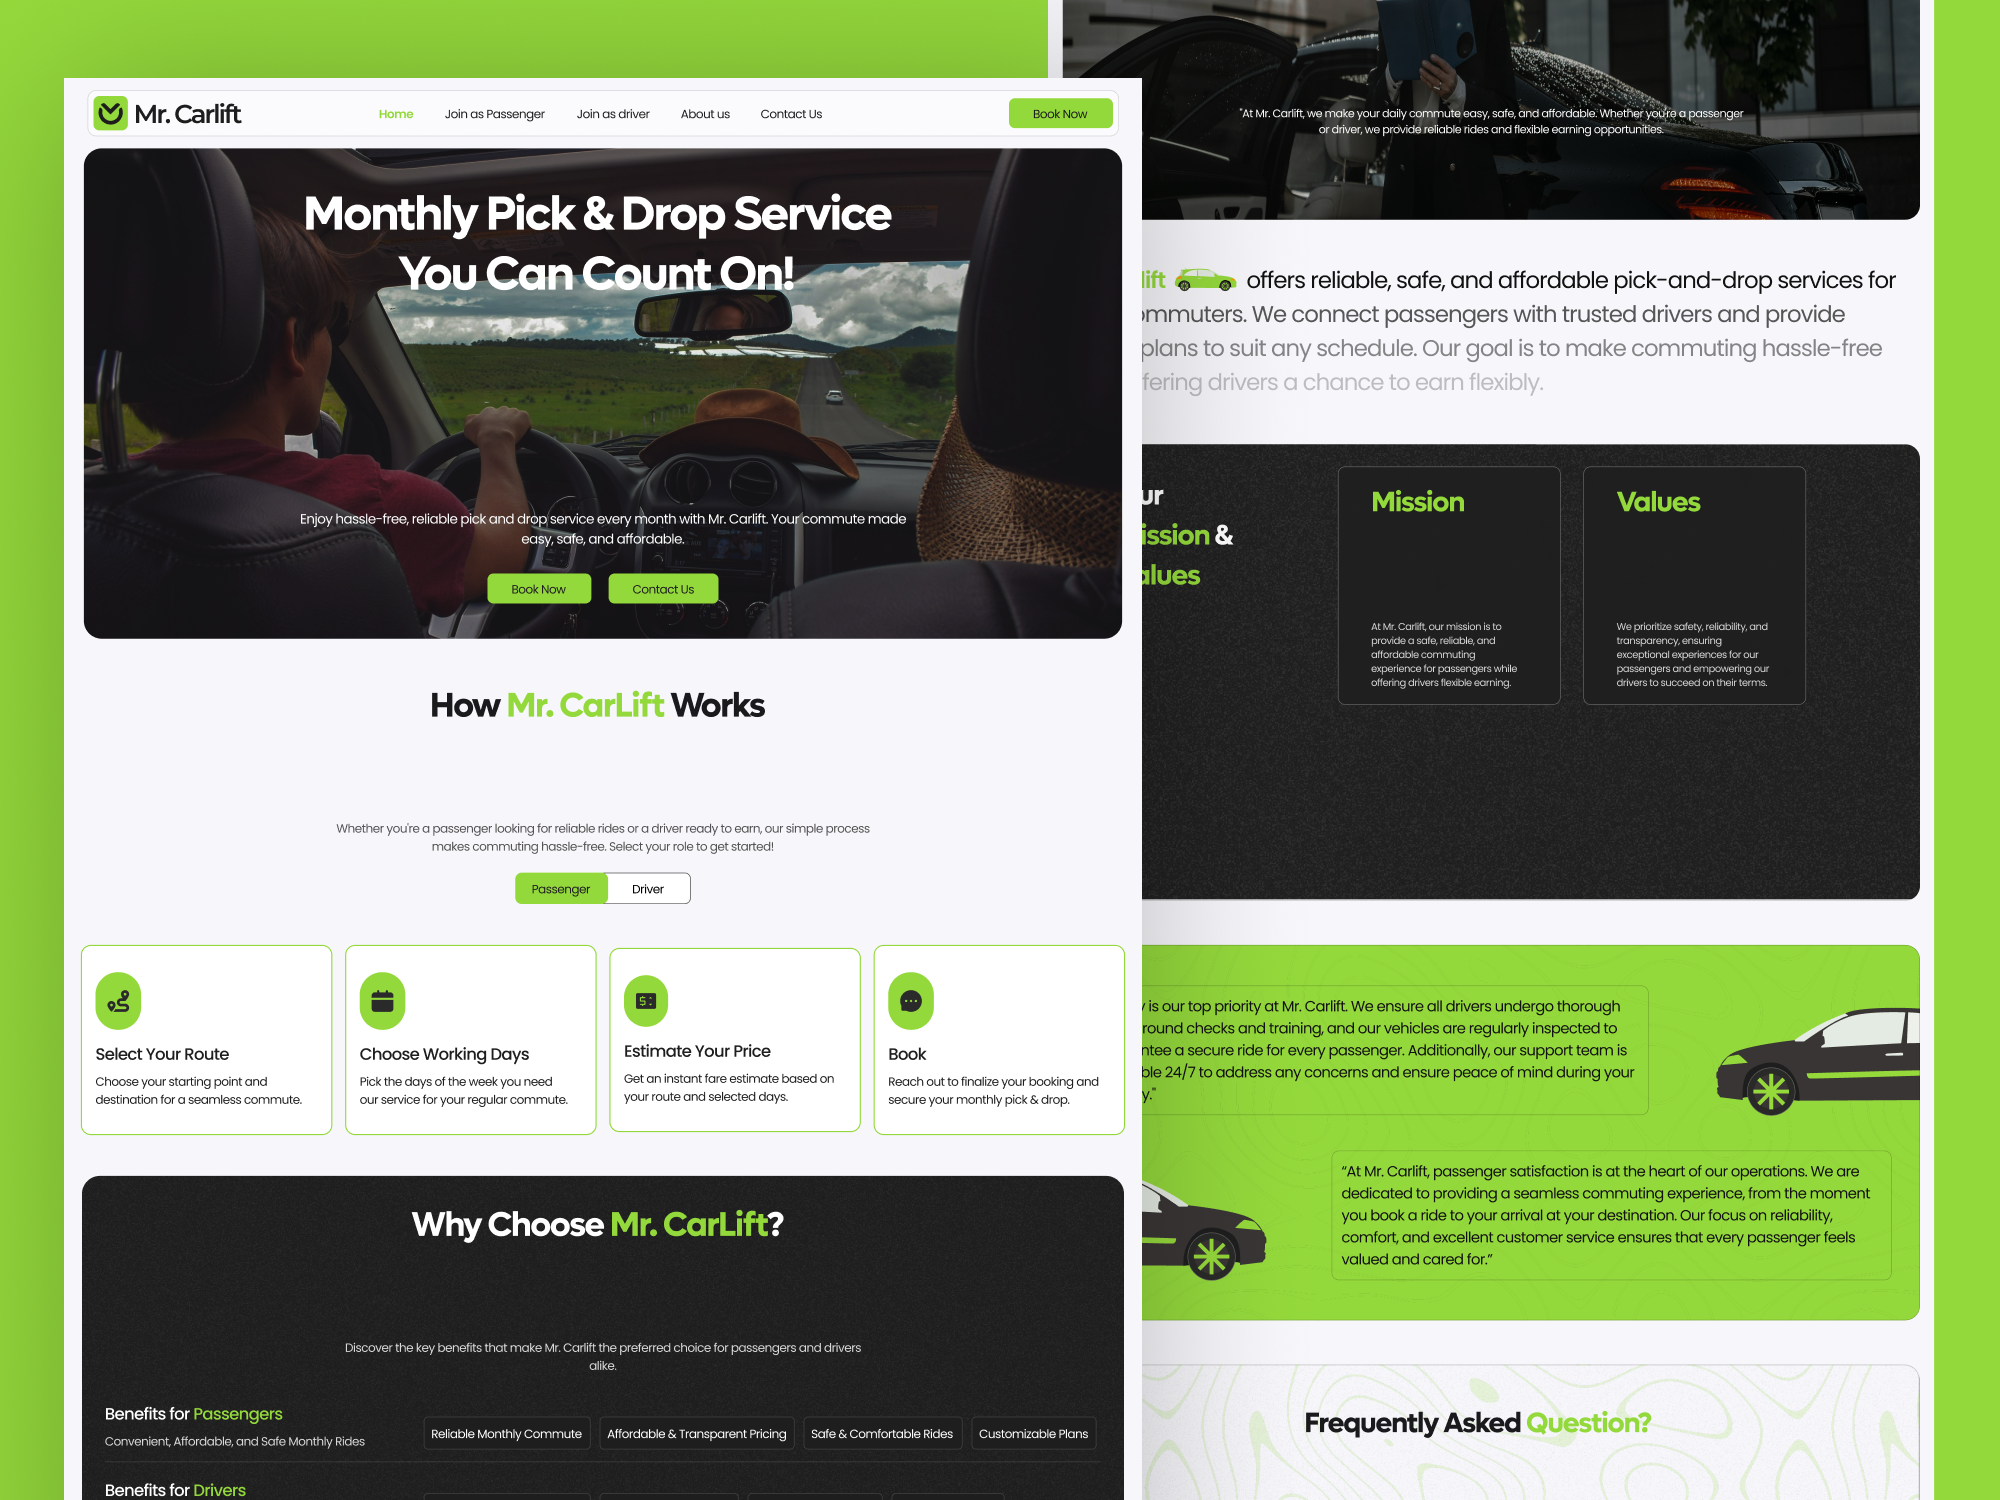 Mr. Carlift
Home
Join as Passenger
Join as driver
About us
Contact Us
Book Now
Monthly Pick & Drop Service
You Can Count On!
Enjoy hassle-free, reliable pick and drop service every month with Mr. Carlift. Your commute made
easy, safe, and affordable.
Book Now
Contact Us
How Mr. CarLift Works
Whether you're a passenger looking for reliable rides or a driver ready to earn, our simple process
makes commuting hassle-free. Select your role to get started!
Passenger
Driver
Select Your Route
Choose your starting point and
destination for a seamless commute.
Choose Working Days
Pick the days of the week you need
our service for your regular commute.
Estimate Your Price
Get an instant fare estimate based on
your route and selected days.
Book
Reach out to finalize your booking and
secure your monthly pick & drop.
Why Choose Mr. CarLift?
Discover the key benefits that make Mr. Carlift the preferred choice for passengers and drivers
alike.
Benefits for Passengers
Convenient, Affordable, and Safe Monthly Rides
Reliable Monthly Commute
Affordable & Transparent Pricing
Safe & Comfortable Rides
Customizable Plans
Benefits for Drivers
"At Mr. Carlift, we make your daily commute easy, safe, and affordable. Whether you're a passenger
or driver, we provide reliable rides and flexible earning opportunities.
lift offers reliable, safe, and affordable pick-and-drop services for
ommuters. We connect passengers with trusted drivers and provide
plans to suit any schedule. Our goal is to make commuting hassle-free
fering drivers a chance to earn flexibly.
ur
ission &
alues
Mission
At Mr. Carlift, our mission is to
provide a safe, reliable, and
affordable commuting
experience for passengers while
offering drivers flexible earning.
Values
We prioritize safety, reliability, and
transparency, ensuring
exceptional experiences for our
passengers and empowering our
drivers to succeed on their terms.
y is our top priority at Mr. Carlift. We ensure all drivers undergo thorough
round checks and training, and our vehicles are regularly inspected to
ntee a secure ride for every passenger. Additionally, our support team is
ble 24/7 to address any concerns and ensure peace of mind during your
y."
“At Mr. Carlift, passenger satisfaction is at the heart of our operations. We are
dedicated to providing a seamless commuting experience, from the moment
you book a ride to your arrival at your destination. Our focus on reliability,
comfort, and excellent customer service ensures that every passenger feels
valued and cared for.”
Frequently Asked Question?